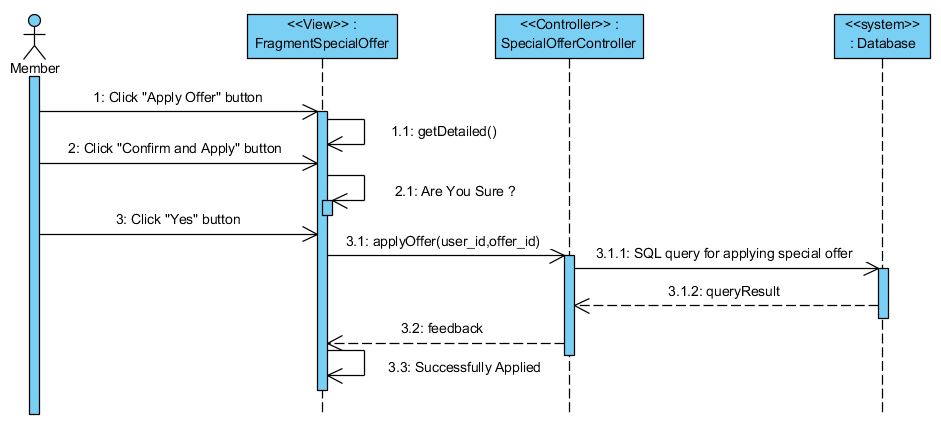 <<View>> :
FragmentSpecialOffer
<<Controller>> :
SpecialOfferController
<<system>>
: Database
Member
1: Click "Apply Offer" button
1.1: getDetailed()
2: Click "Confirm and Apply" button
2.1: Are You Sure ?
3: Click "Yes" button
3.1: applyOffer(user_id,offer_id)
3.1.1: SQL query for applying special offer
3.1.2: queryResult
3.2: feedback
3.3: Successfully Applied